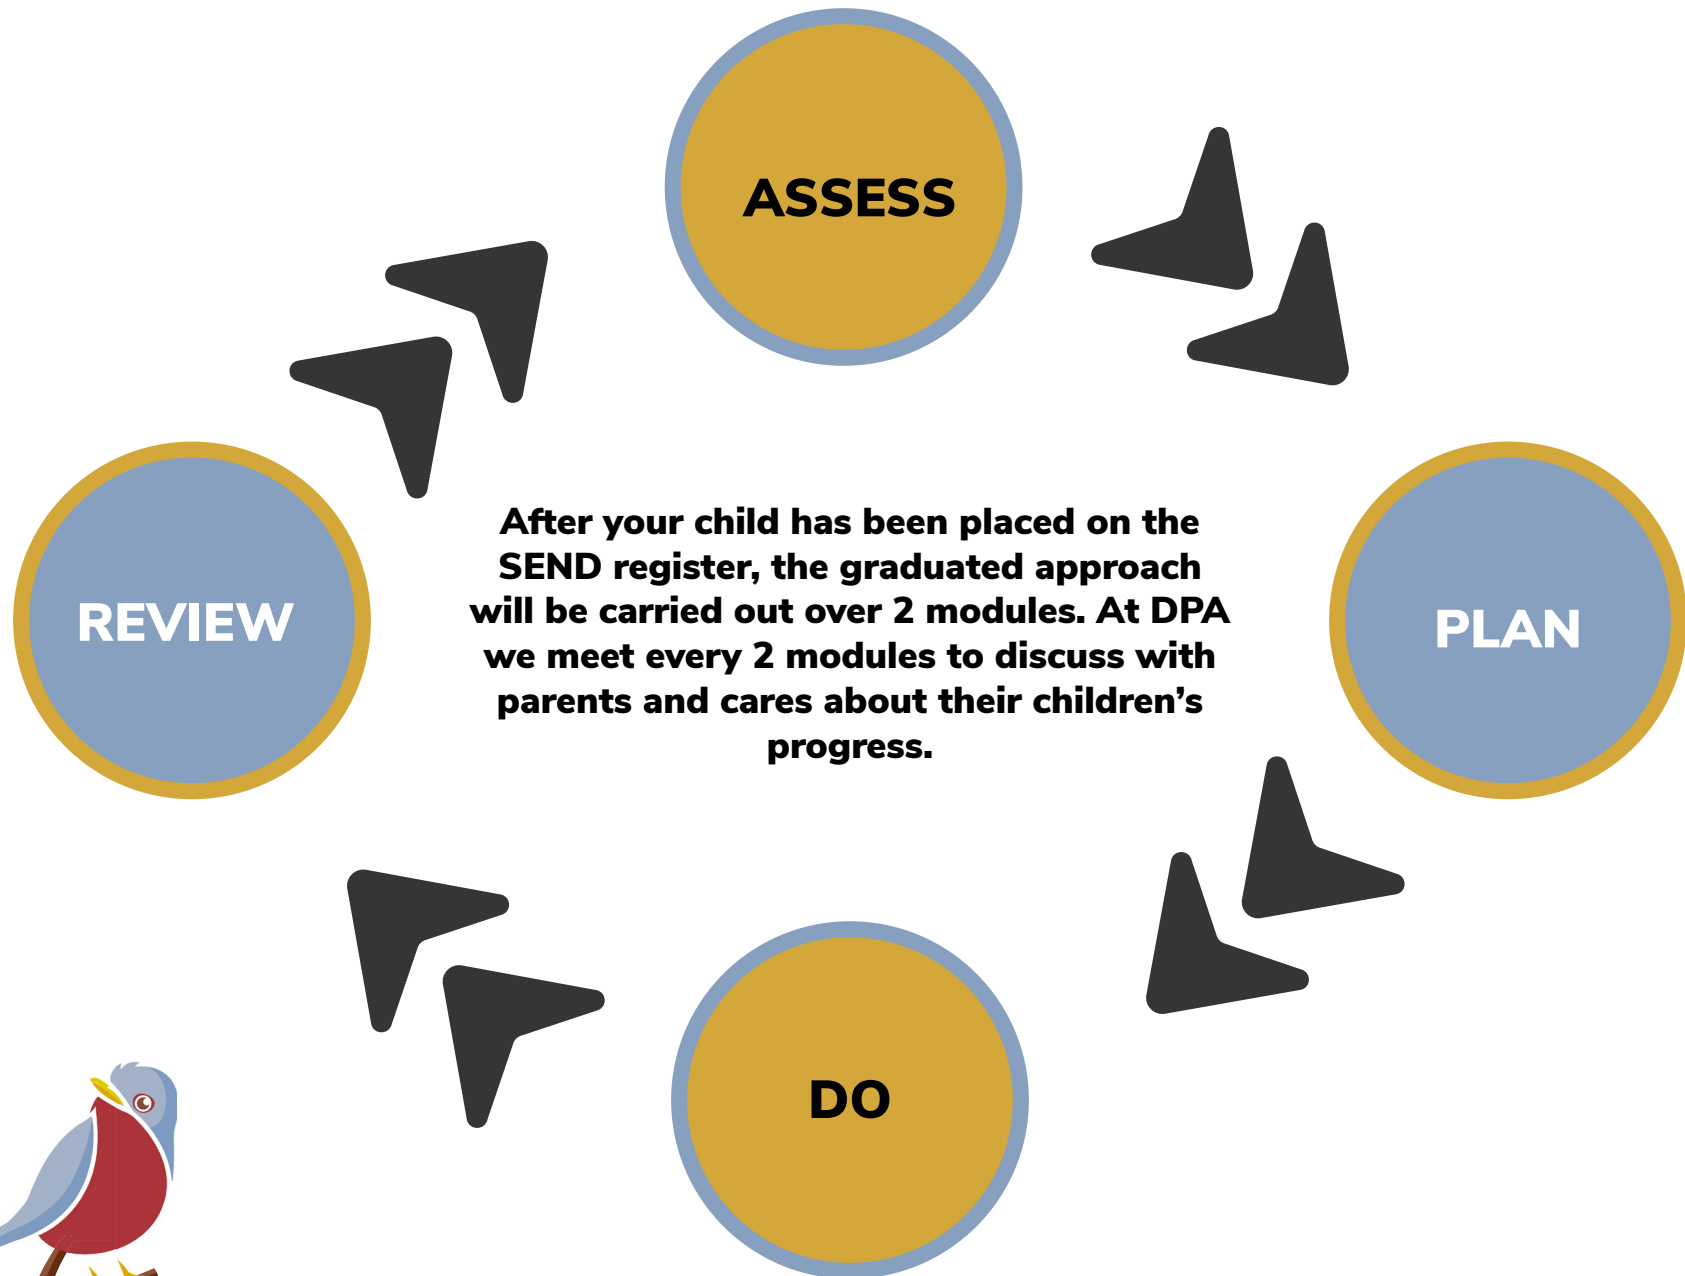 ASSESS
After your child has been placed on the
SEND register, the graduated approach
will be carried out over 2 modules. At DPA
we meet every 2 modules to discuss with
parents and cares about their children’s
progress.
REVIEW
PLAN
DO